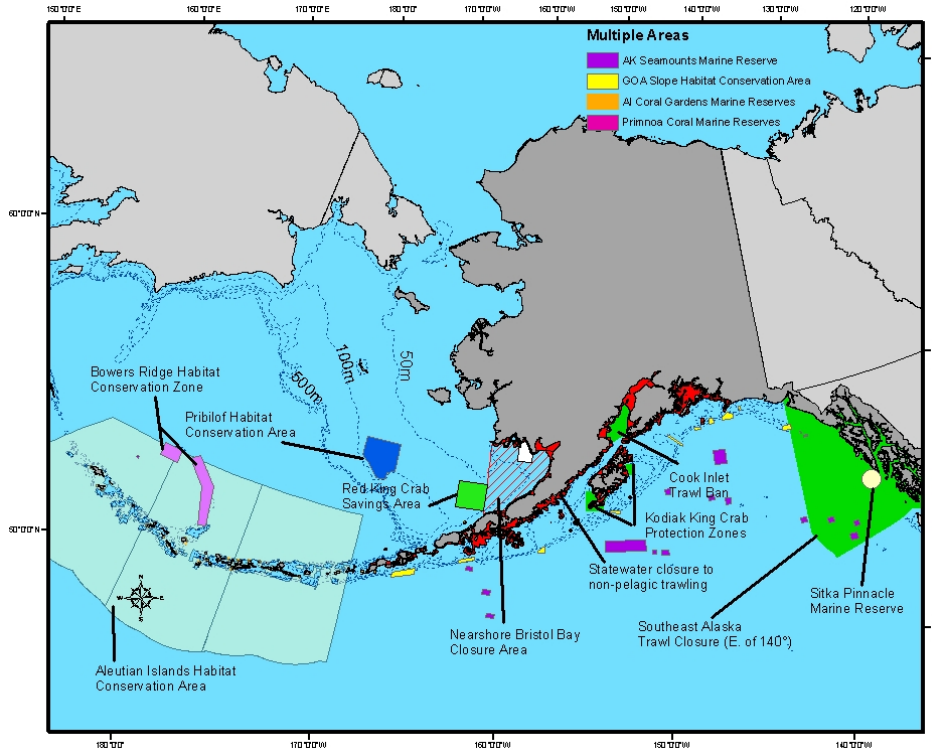 150°0'0"E 160°0'0"E 170°0'0"E 180°0'0" 170°0'0"W 160°0'0"W 150°0'0"W 140°0'0"W 130°0'0"W 120°0'0"W
Multiple Areas
AK Seamounts Marine Reserve
GOA Slope Habitat Conservation Area
AI Coral Gardens Marine Reserves
Primnoa Coral Marine Reserves
60°0'0"N
50m
100m
500m
Bowers Ridge Habitat
Conservation Zone
Pribilof Habitat
Conservation Area
Red King Crab
Savings Area
Cook Inlet
Trawl Ban
Kodiak King Crab
Protection Zones
50°0'0"N
Statewater closure to
non-pelagic trawling
Sitka Pinnacle
Marine Reserve
N
W E
S
Nearshore Bristol Bay
Closure Area
Southeast Alaska
Trawl Closure (E. of 140°)
Aleutian Islands Habitat
Conservation Area
180°0'0" 170°0'0"W 160°0'0"W 150°0'0"W 140°0'0"W